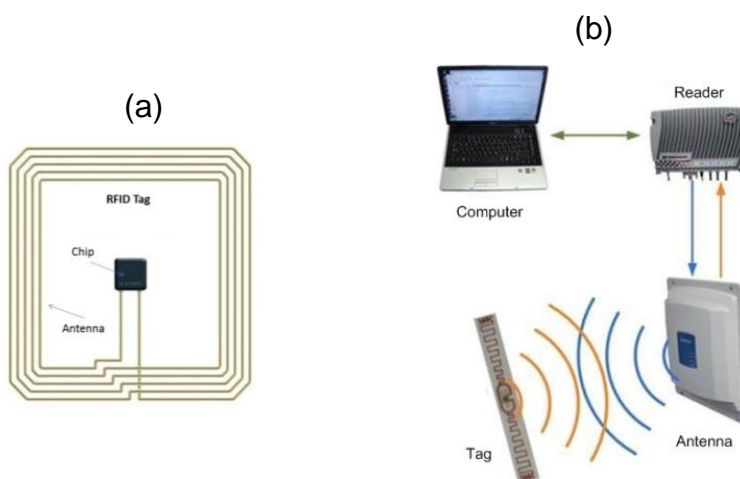 (a)
RFID Tag
Chip
Antenna
(b)
Reader
Computer
Tag
Antenna